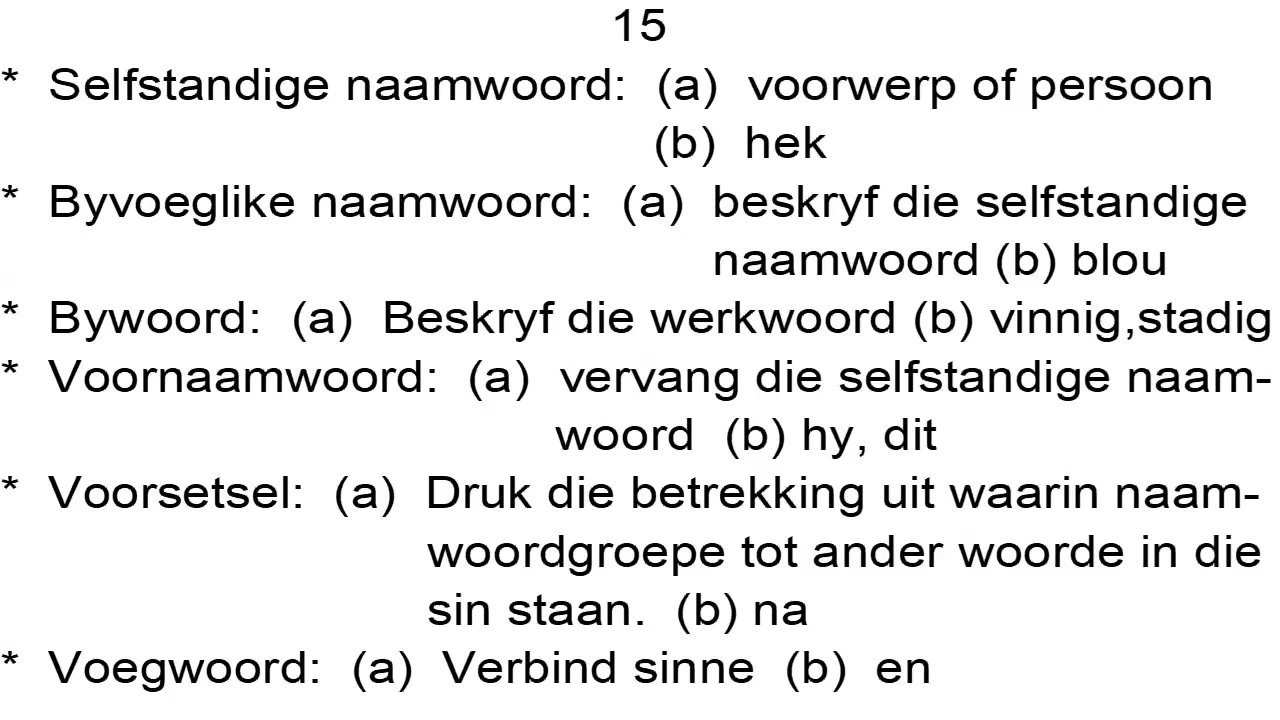 15
* Selfstandige naamwoord: (a) voorwerp of persoon
(b) hek
* Byvoeglike naamwoord: (a) beskryf die selfstandige
naamwoord (b) blou
* Bywoord: (a) Beskryf die werkwoord (b) vinnig,stadig
* Voornaamwoord: (a) vervang die selfstandige naam-
woord (b) hy, dit
* Voorsetsel: (a) Druk die betrekking uit waarin naam-
woordgroepe tot ander woorde in die
sin staan. (b) na
* Voegwoord: (a) Verbind sinne (b) en